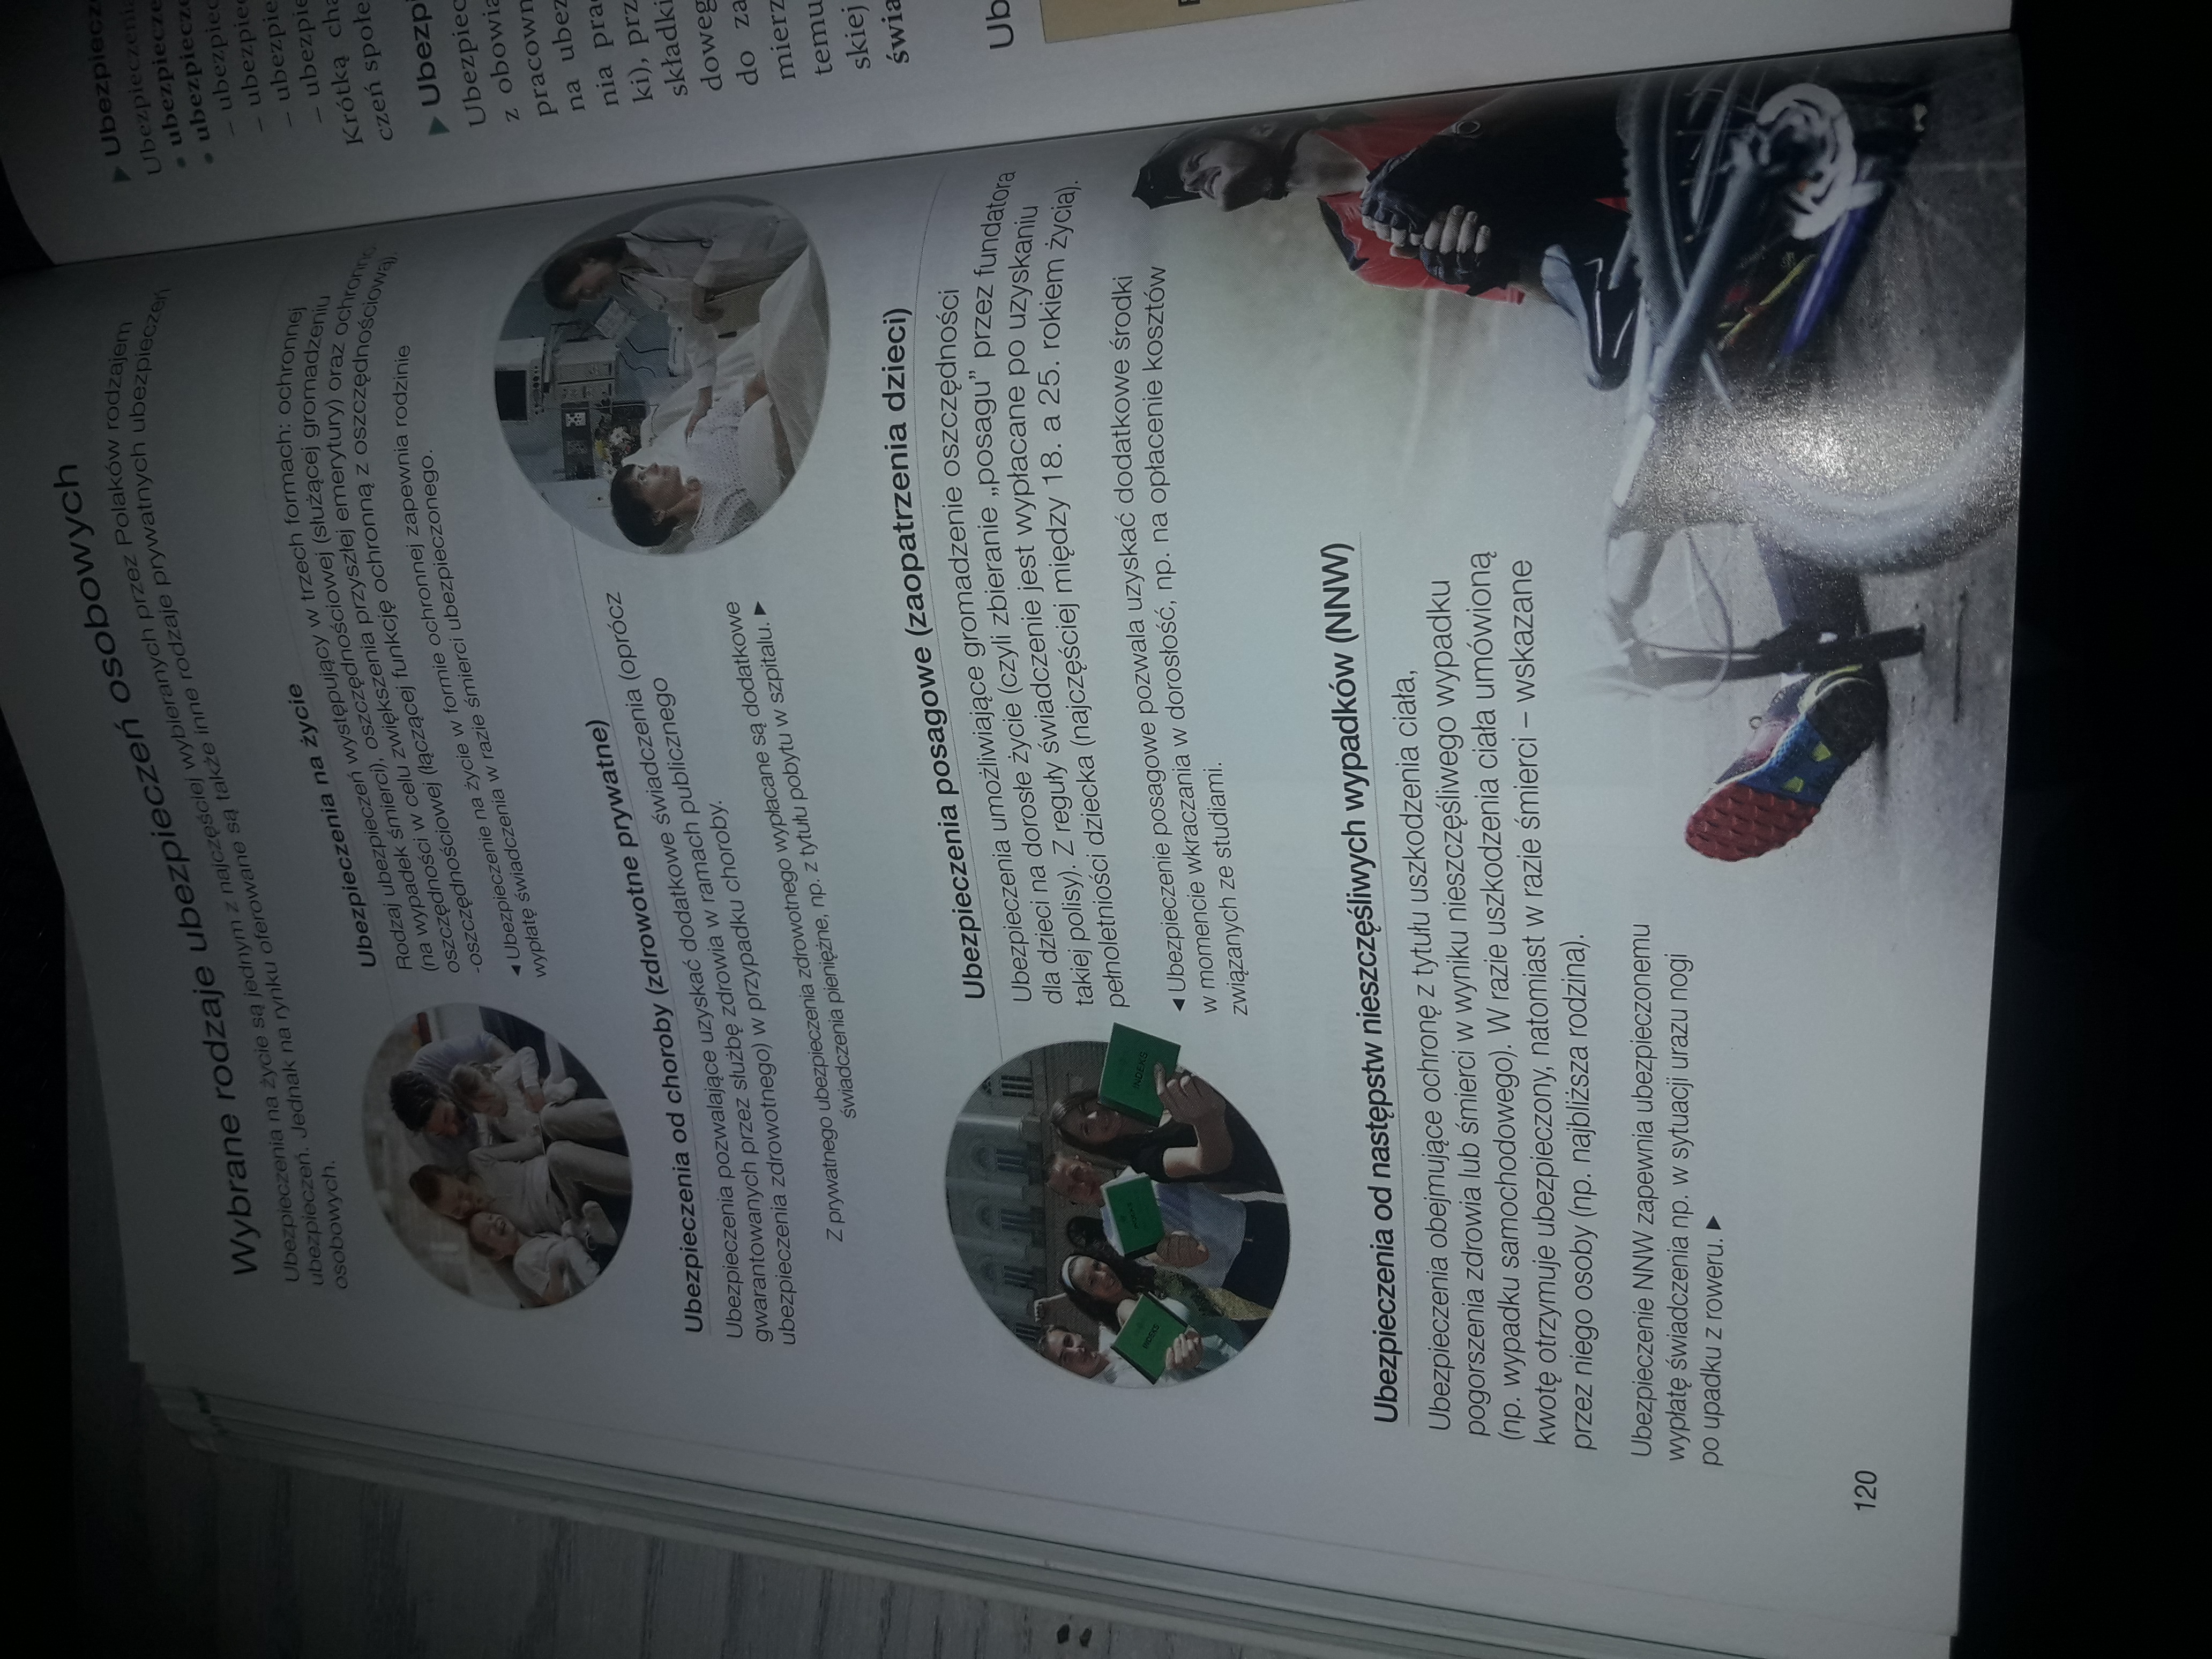 Wybrane rodzaje ubezpieczeń osobowych
Ubezpieczenia na życie są jednym z najczęściej wybieranych przez Polaków rodzajem
ubezpieczeń. Jednak na rynku oferowane są także inne rodzaje prywatnych ubezpieczeń
osobowych.
Ubezpieczenia na życie
Rodzaj ubezpieczeń występujący w trzech formach: ochronnej
(na wypadek śmierci), oszczędnościowej (służącej gromadzeniu
oszczędności w celu zwiększenia przyszłej emerytury) oraz ochronno-
-oszczędnościowej (łączącej funkcję ochronną z oszczędnościową).
◄ Ubezpieczenie na życie w formie ochronnej zapewnia rodzinie
wypłatę świadczenia w razie śmierci ubezpieczonego.
Ubezpieczenia od choroby (zdrowotne prywatne)
Ubezpieczenia pozwalające uzyskać dodatkowe świadczenia (oprócz
gwarantowanych przez służbę zdrowia w ramach publicznego
ubezpieczenia zdrowotnego) w przypadku choroby.
Z prywatnego ubezpieczenia zdrowotnego wypłacane są dodatkowe
świadczenia pieniężne, np. z tytułu pobytu w szpitalu. ►
Ubezpieczenia posagowe (zaopatrzenia dzieci)
Ubezpieczenia umożliwiające gromadzenie oszczędności
dla dzieci na dorosłe życie (czyli zbieranie „posagu” przez fundatora
takiej polisy). Z reguły świadczenie jest wypłacane po uzyskaniu
pełnoletniości dziecka (najczęściej między 18. a 25. rokiem życia).
INDEKS
INDEKS
INDEKS
◄ Ubezpieczenie posagowe pozwala uzyskać dodatkowe środki
w momencie wkraczania w dorosłość, np. na opłacenie kosztów
związanych ze studiami.
Ubezpieczenia od następstw nieszczęśliwych wypadków (NNW)
Ubezpieczenia obejmujące ochronę z tytułu uszkodzenia ciała,
pogorszenia zdrowia lub śmierci w wyniku nieszczęśliwego wypadku
(np. wypadku samochodowego). W razie uszkodzenia ciała umówioną
kwotę otrzymuje ubezpieczony, natomiast w razie śmierci – wskazane
przez niego osoby (np. najbliższa rodzina).
Ubezpieczenie NNW zapewnia ubezpieczonemu
wypłatę świadczenia np. w sytuacji urazu nogi
po upadku z roweru. ►
120
Krótką
czeń
z
na
nia
ki),
do za